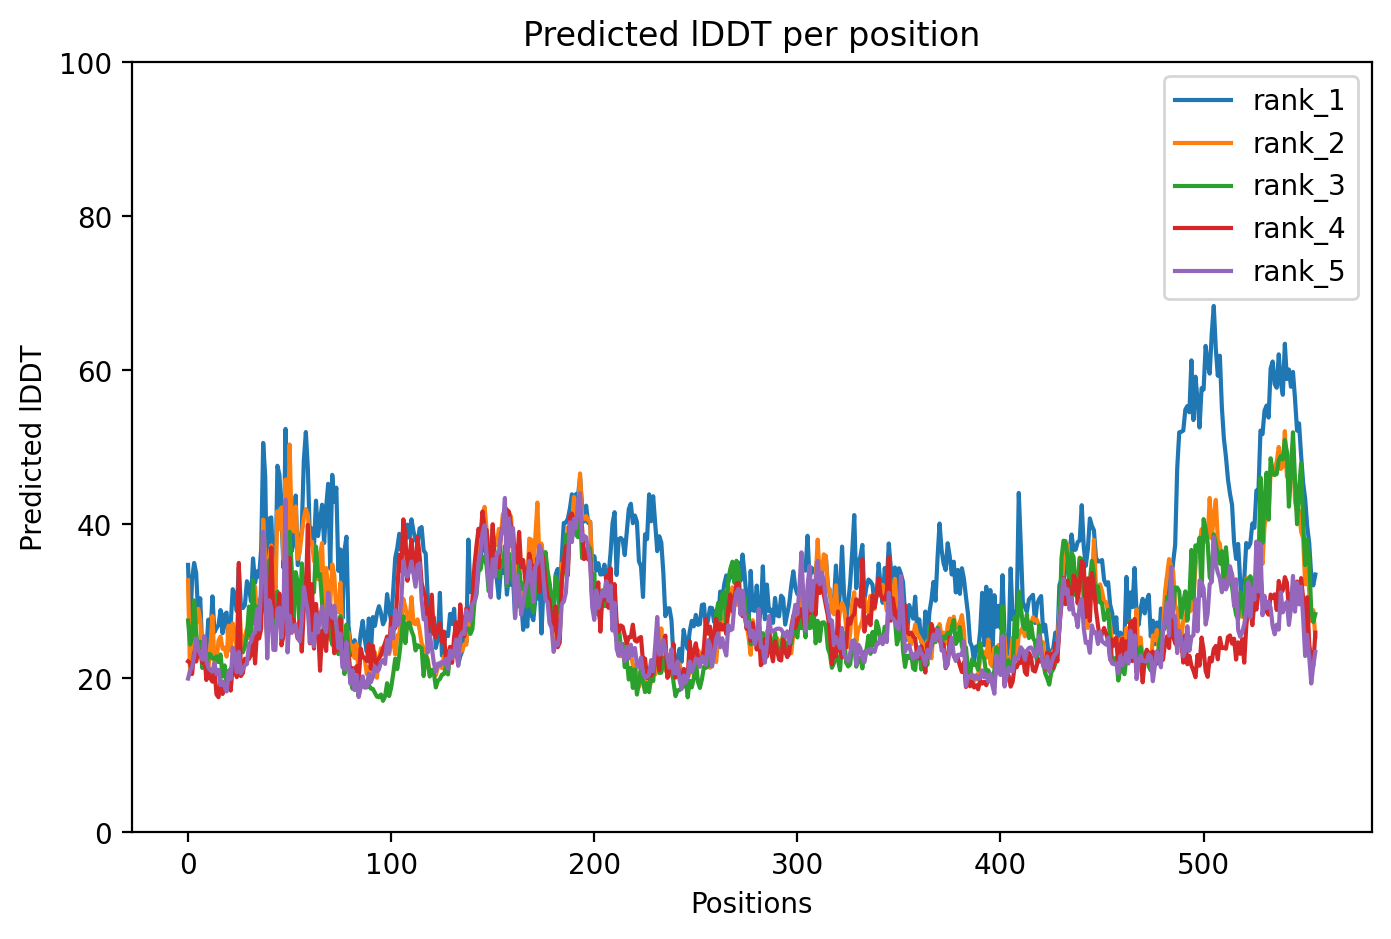 Predicted lDDT per position
100
80
60
40
20
0
Predicted lDDT
0 100 200 300 400 500
Positions
rank_1
rank_2
rank_3
rank_4
rank_5